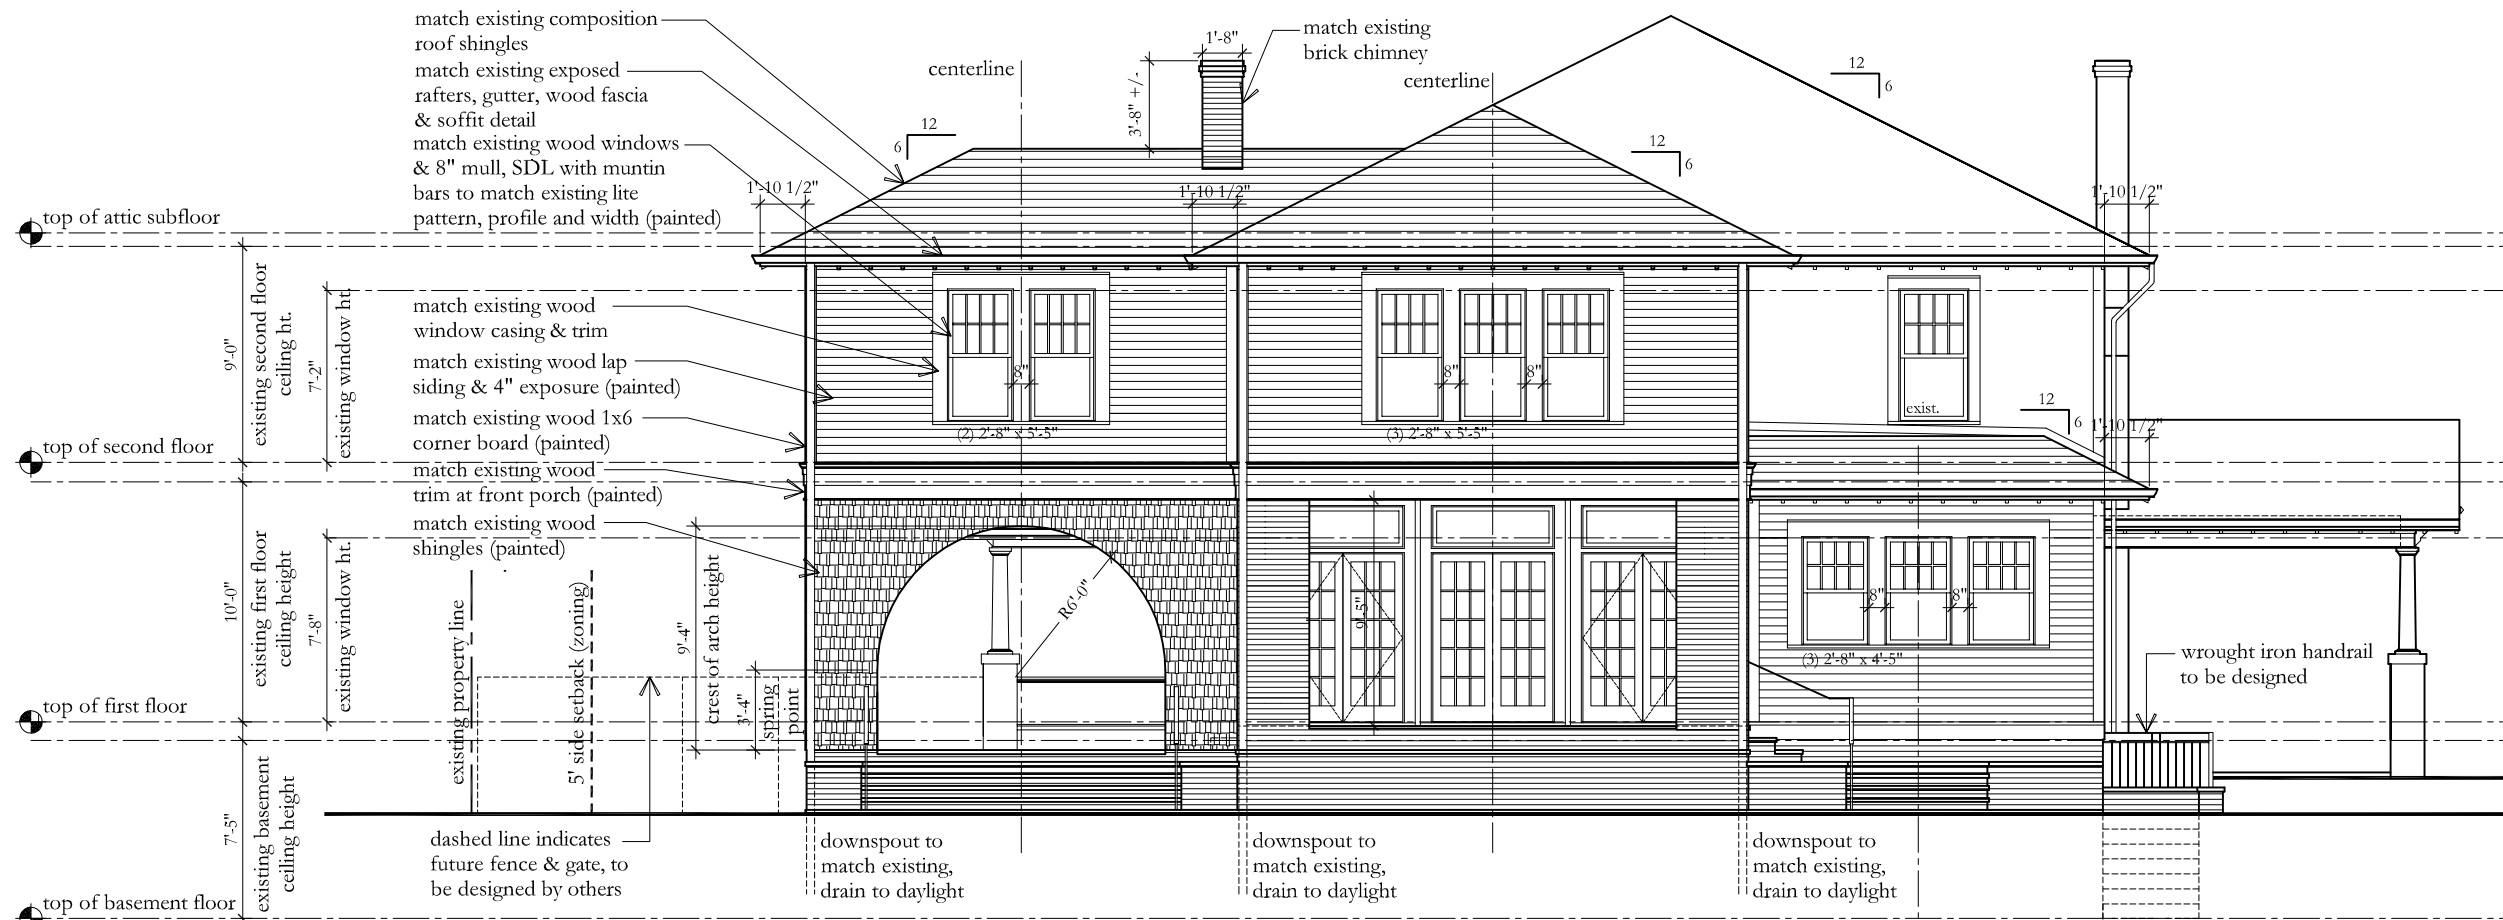 match existing composition
roof shingles
match existing exposed
rafters, gutter, wood fascia
& soffit detail
match existing wood windows
& 8" mull, SDL with muntin
bars to match existing lite
pattern, profile and width (painted)
match existing wood
window casing & trim
match existing wood lap
siding & 4" exposure (painted)
match existing wood 1x6
corner board (painted)
match existing wood
trim at front porch (painted)
match existing wood
shingles (painted)
centerline
1'-8"
3'-8" +/-
match existing
brick chimney
centerline
12
6
12
6
12
6
12
6
1'-10 1/2"
1'-10 1/2"
1'-10 1/2"
1'-10 1/2"
top of attic subfloor
9'-0"
existing second floor
ceiling ht.
7'-2"
existing window ht.
top of second floor
10'-0"
existing first floor
ceiling height
7'-8"
existing window ht.
top of first floor
7'-5"
existing basement
ceiling height
top of basement floor
8"
(2) 2'-8" x 5'-5"
8"
8"
(3) 2'-8" x 5'-5"
exist.
existing property line
5' side setback (zoning)
9'-4"
crest of arch height
3'-4"
spring
point
R6'-0"
9'-5"
8"
8"
(3) 2'-8" x 4'-5"
wrought iron handrail
to be designed
dashed line indicates
future fence & gate, to
be designed by others
downspout to
match existing,
drain to daylight
downspout to
match existing,
drain to daylight
downspout to
match existing,
drain to daylight